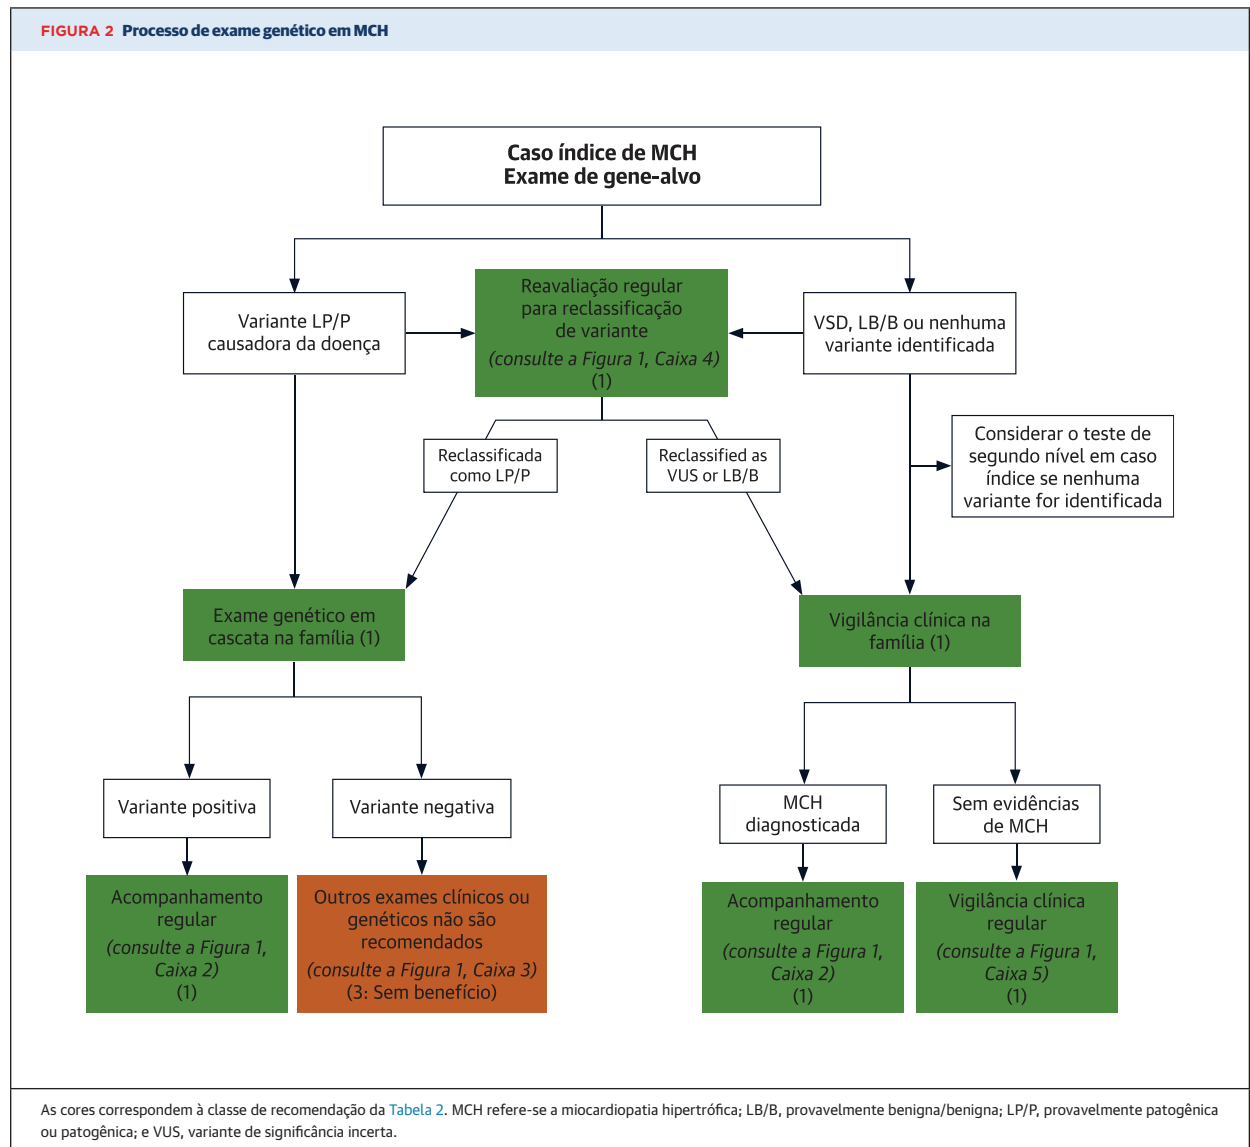 FIGURA 2 Processo de exame genético em MCH
Caso índice de MCH
Exame de gene-alvo
Variante LP/P
causadora da doença
Reavaliação regular
para reclassificação
de variante
(consulte a Figura 1, Caixa 4)
(1)
VSD, LB/B ou nenhuma
variante identificada
Reclassificada
como LP/P
Reclassified as
VUS or LB/B
Considerar o teste de
segundo nível em caso
índice se nenhuma
variante for identificada
Exame genético em
cascata na família (1)
Vigilância clínica na
família (1)
Variante positiva
Variante negativa
MCH
diagnosticada
Sem evidências
de MCH
Acompanhamento
regular
(consulte a Figura 1,
Caixa 2)
(1)
Outros exames clínicos ou
genéticos não são
recomendados
(consulte a Figura 1, Caixa 3)
(3: Sem benefício)
Acompanhamento
regular
(consulte a Figura 1,
Caixa 2)
(1)
Vigilância clínica
regular
(consulte a Figura 1,
Caixa 5)
(1)
As cores correspondem à classe de recomendação da Tabela 2. MCH refere-se a miocardiopatia hipertrófica; LB/B, provavelmente benigna/benigna; LP/P, provavelmente patogênica
ou patogênica; e VUS, variante de significância incerta.